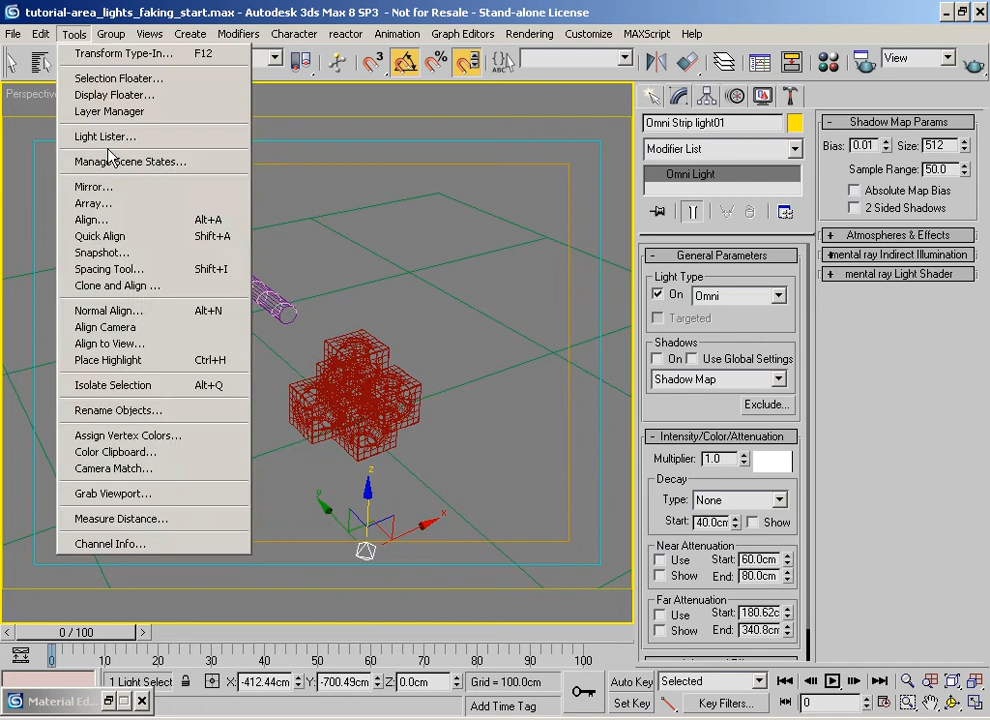 tutorial-area_lights_faking_start.max - Autodesk 3ds Max 8 SP3 - Not for Resale - Stand-alone License
File Edit Tools Group Views Create Modifiers Character reactor Animation Graph Editors Rendering Customize MAXScript Help
View
Transform Type-In... F12
Selection Floater...
Display Floater...
Layer Manager
Light Lister...
Manage Scene States...
Mirror...
Array...
Align... Alt+A
Quick Align Shift+A
Snapshot...
Spacing Tool... Shift+I
Clone and Align ...
Normal Align... Alt+N
Align Camera
Align to View...
Place Highlight Ctrl+H
Isolate Selection Alt+Q
Rename Objects...
Assign Vertex Colors...
Color Clipboard...
Camera Match...
Grab Viewport...
Measure Distance...
Channel Info...
z
y
x
Omni Strip light01
Modifier List
Omni Light
General Parameters
Light Type
On Omni
Targeted
Shadows
On Use Global Settings
Shadow Map
Exclude...
Intensity/Color/Attenuation
Multiplier: 1.0
Decay
Type: None
Start: 40.0cm Show
Near Attenuation
Use Start: 60.0cm
Show End: 80.0cm
Far Attenuation
Use Start: 180.62c
Show End: 340.8cm
Shadow Map Params
Bias: 0.01 Size: 512
Sample Range: 50.0
Absolute Map Bias
2 Sided Shadows
Atmospheres & Effects
mental ray Indirect Illumination
mental ray Light Shader
0 / 100
0 10 20 30 40 50 60 70 80 90 100
1 Light Selected X: -412.44cm Y: -700.49cm Z: 0.0cm Grid = 100.0cm Auto Key Selected
Material Ed... Add Time Tag Set Key Key Filters... 0